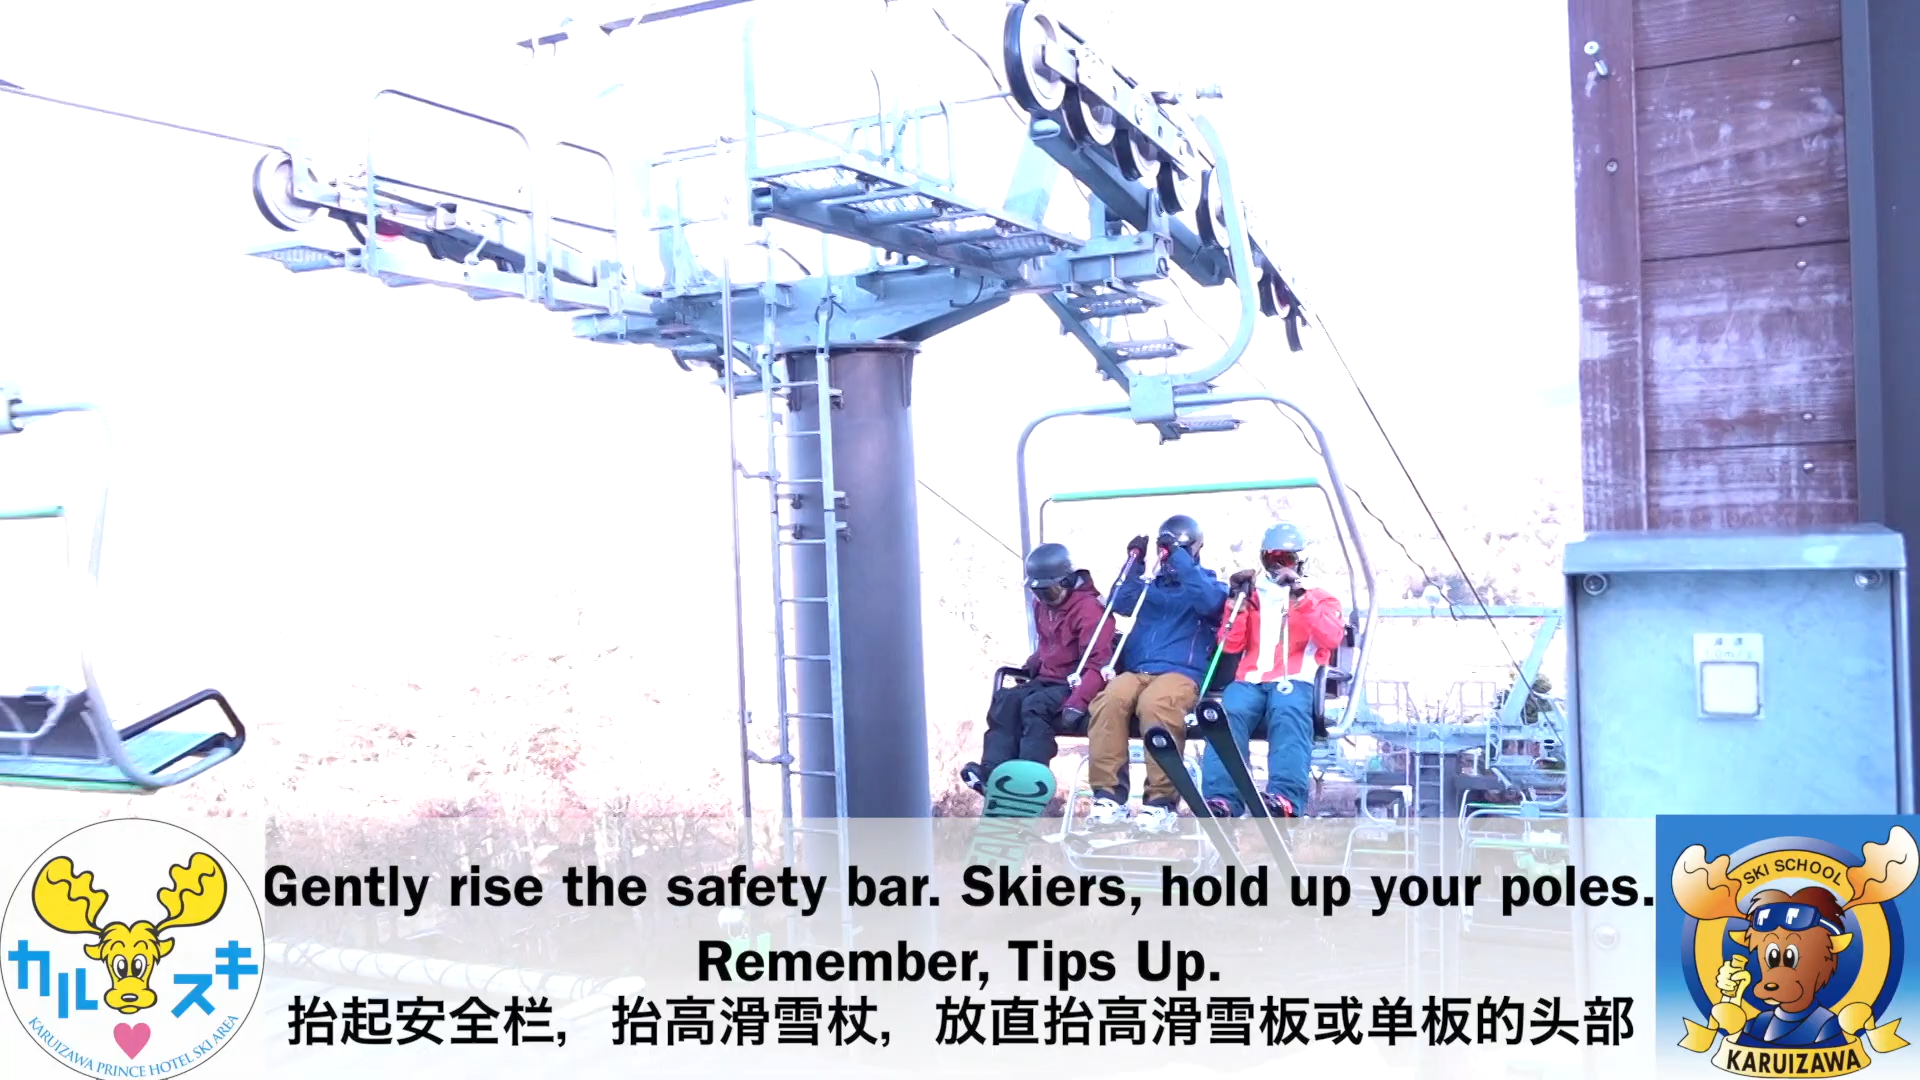 FANATIC
Gently rise the safety bar. Skiers, hold up your poles.
Remember, Tips Up.
抬起安全栏，抬高滑雪杖，放直抬高滑雪板或单板的头部
カルスキ
KARUIZAWA PRINCE HOTEL SKI AREA
SKI SCHOOL
KARUIZAWA